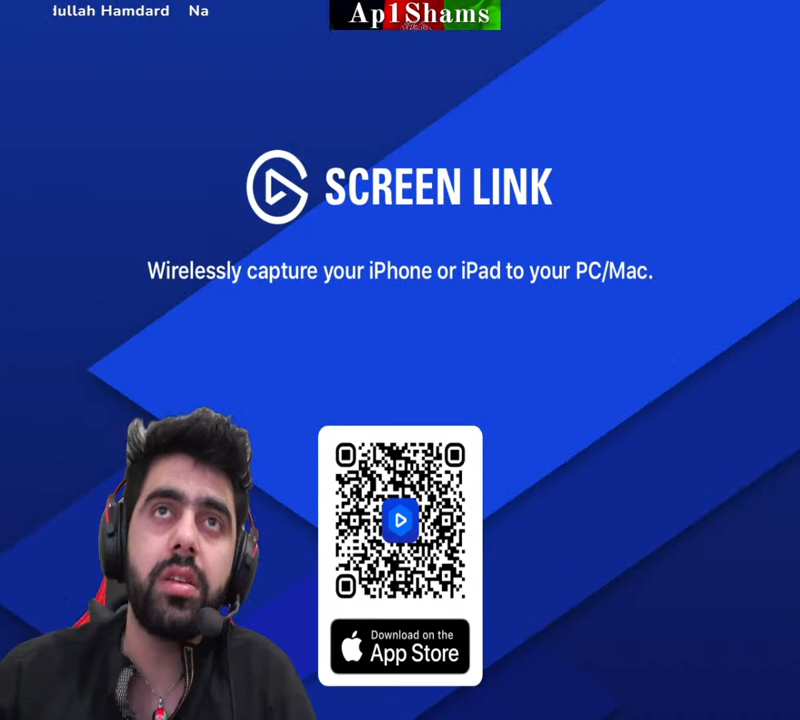 dullah Hamdard Na
Ap1Shams
SCREEN LINK
Wirelessly capture your iPhone or iPad to your PC/Mac.
Download on the
App Store